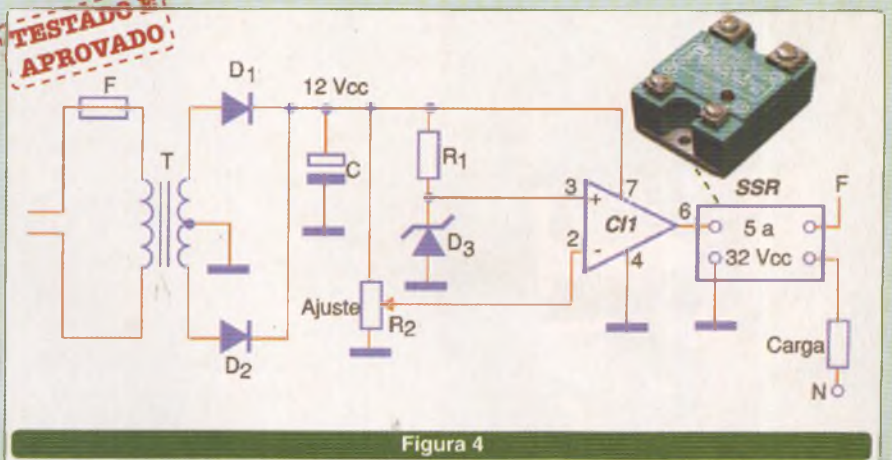 TESTADO E
APROVADO
F
D1
12 Vcc
T
C
R1
D3
3
+
7
CI1
6
2
-
4
SSR
F
5 a
32 Vcc
Ajuste
R2
D2
Carga
N
Figura 4